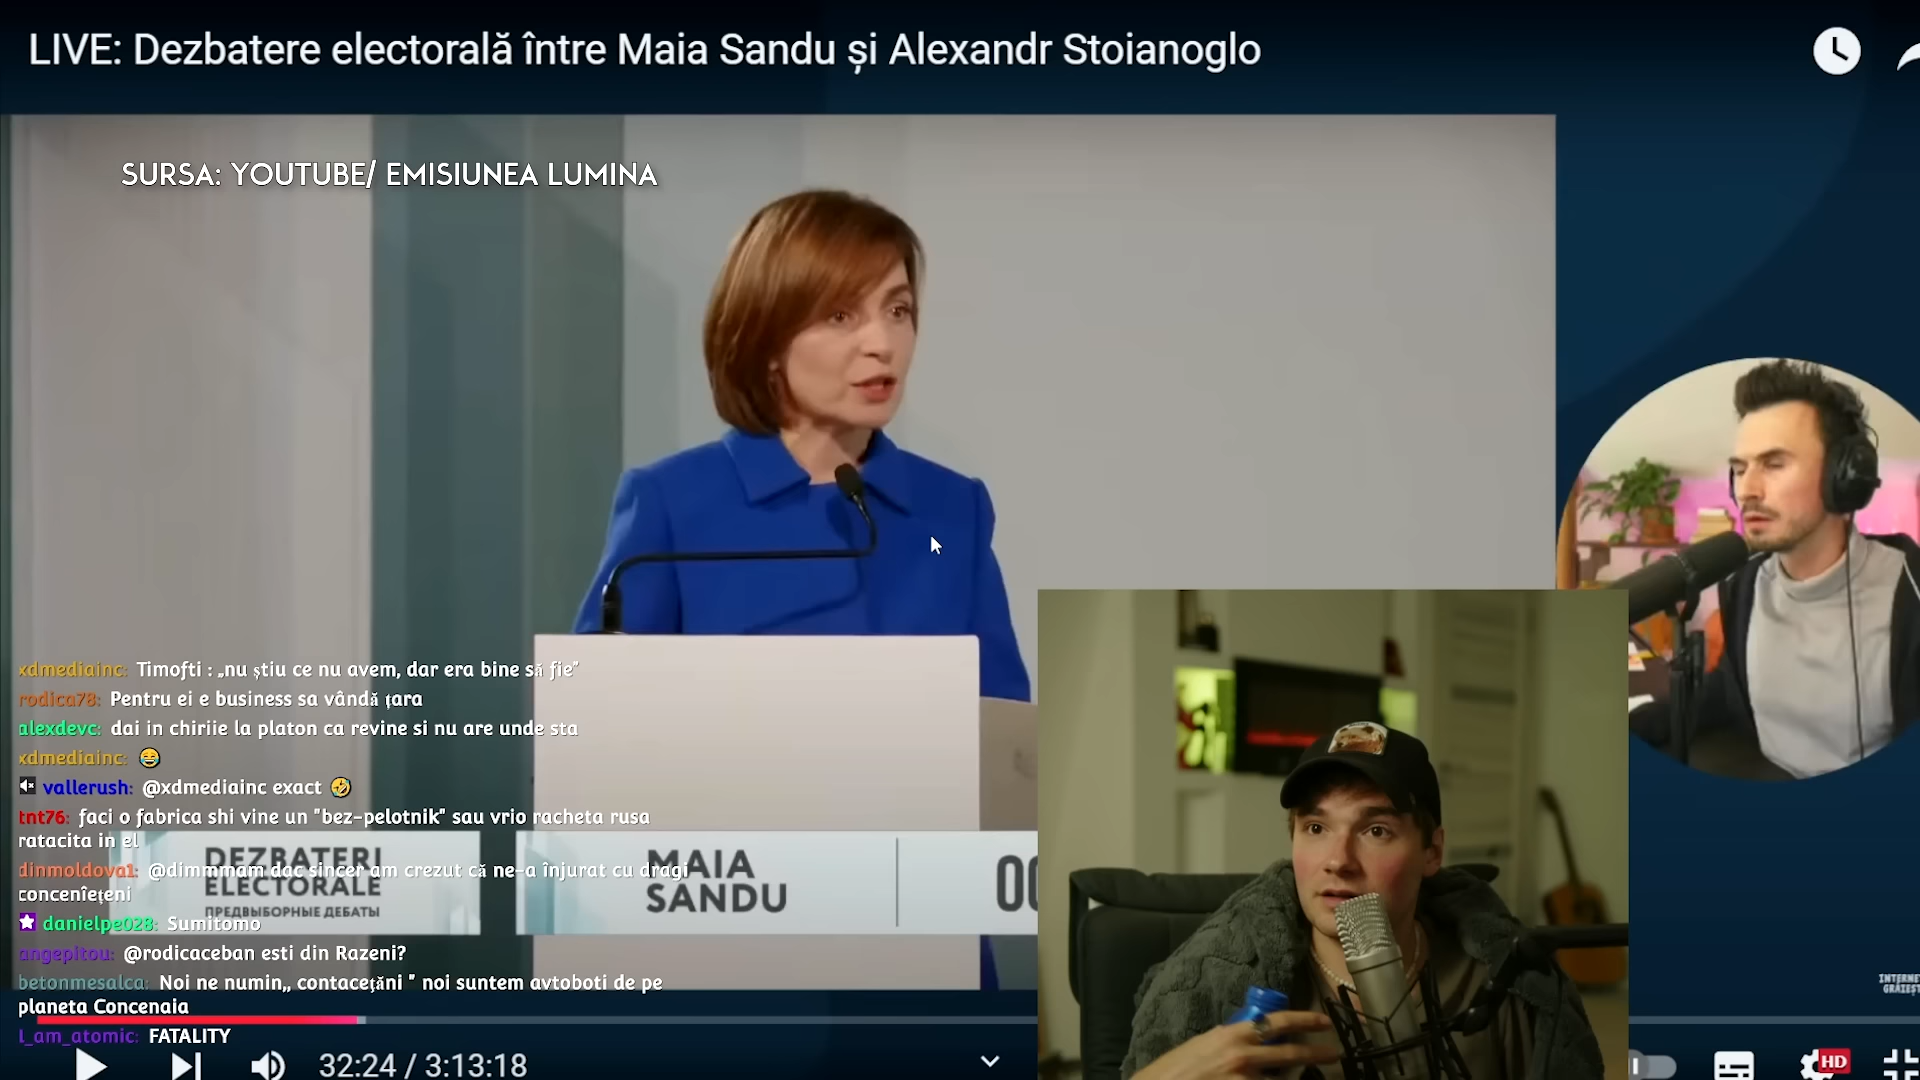 LIVE: Dezbatere electorală între Maia Sandu și Alexandr Stoianoglo
SURSA: YOUTUBE/ EMISIUNEA LUMINA
xdmediainc: Timofti : „nu știu ce nu avem, dar era bine să fie”
rodica78: Pentru ei e business sa vândă țara
alexdevc: dai in chiriie la platon ca revine si nu are unde sta
xdmediainc: 😂
vallerush: @xdmediainc exact 🤣
tnt76: faci o fabrica shi vine un "bez-pelotnik" sau vrio racheta rusa
ratacita in el
dinmoldova1: @dimmmam dac sincer am crezut că ne-a înjurat cu dragi
concenîețeni
danielpe028: Sumitomo
angepitou: @rodicaceban esti din Razeni?
betonmesalca: Noi ne numin,, contacețăni " noi suntem avtoboti de pe
planeta Concenaia
I_am_atomic: FATALITY
DEZBATERI
ELECTORALE
ПРЕДВЫБОРНЫЕ ДЕБАТЫ
MAIA
SANDU
INTERNE
GRĂIEȘT
32:24 / 3:13:18
HD